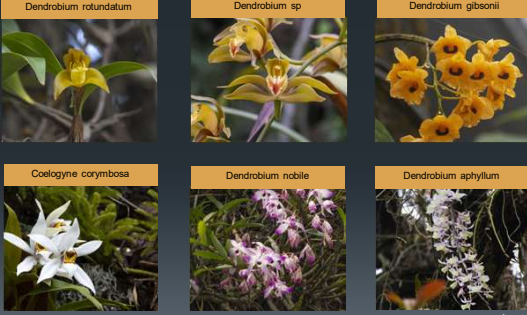 Dendrobium rotundatum
Dendrobium sp
Dendrobium gibsonii
Coelogyne corymbosa
Dendrobium nobile
Dendrobium aphyllum